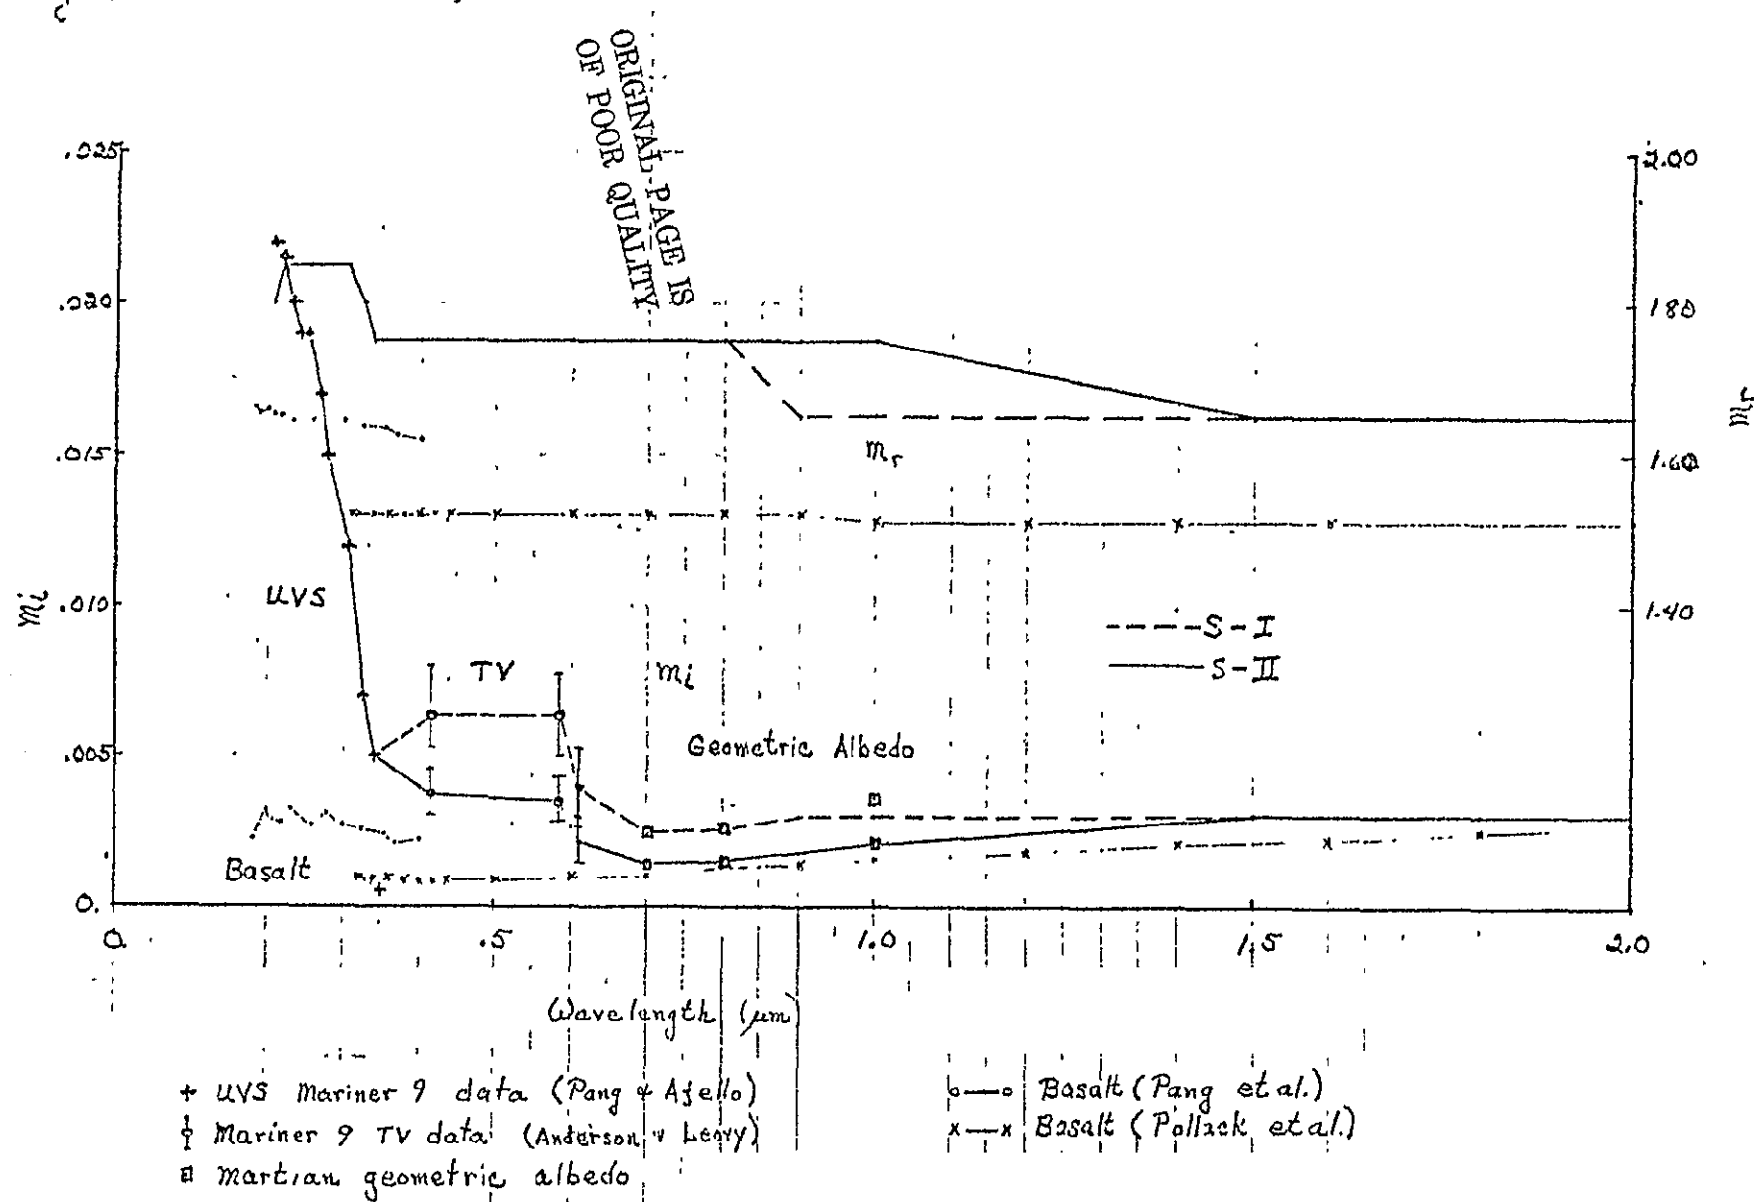 ORIGINAL PAGE IS
OF POOR QUALITY
.025
.020
.015
.010
.005
0.
mi
2.00
1.80
1.60
1.40
mr
mr
UVS
TV
mi
Geometric Albedo
S-I
S-II
Basalt
0. .5 1.0 1.5 2.0
Wavelength (μm)
+ UVS Mariner 9 data (Pang & Ajello)
Mariner 9 TV data (Anderson & Leovy)
Martian geometric albedo
o—o Basalt (Pang et al.)
x—x Basalt (Pollack et al.)